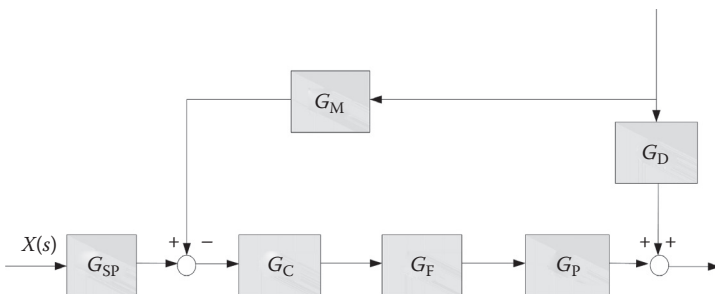 G_M
G_D
X(s)
+ −
+ +
G_SP
G_C
G_F
G_P